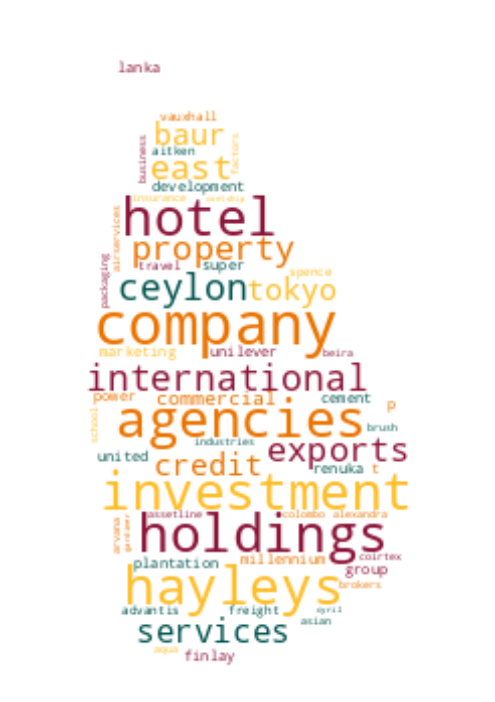 lanka
vauxhall
baur
business
aitken
factors
east
development
insurance
hotel
airservices
property
travel super
packaging
spence
ceylon tokyo
company
marketing unilever beira
international
power commercial cement
p
agencies
school
brush
industries
exports
united credit renuka t
investment
assetline colombo alexandra
arvana
gardiner
holdings
plantation millennium coirtex
group
hayleys brokers
advantis freight cyril
asian
services
aqua finlay